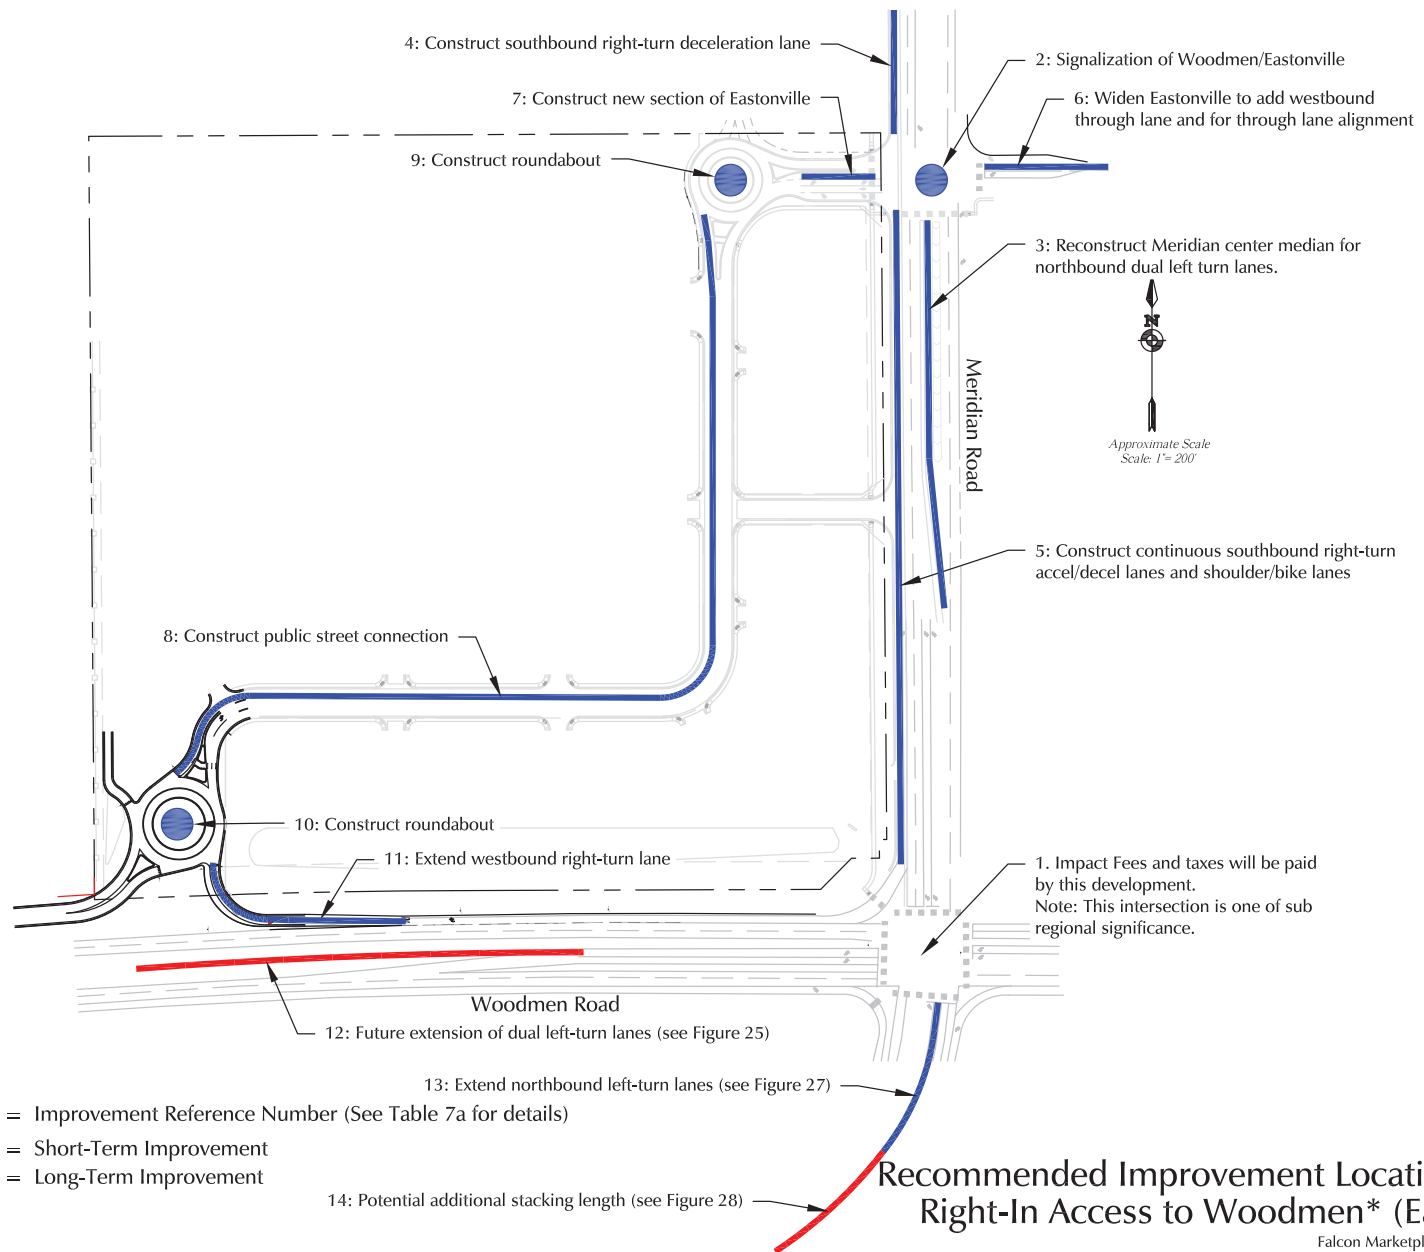 4: Construct southbound right-turn deceleration lane
2: Signalization of Woodmen/Eastonville
7: Construct new section of Eastonville
6: Widen Eastonville to add westbound
through lane and for through lane alignment
9: Construct roundabout
3: Reconstruct Meridian center median for
northbound dual left turn lanes.
N
Meridian Road
Approximate Scale
Scale: 1"= 200'
5: Construct continuous southbound right-turn
accel/decel lanes and shoulder/bike lanes
8: Construct public street connection
10: Construct roundabout
11: Extend westbound right-turn lane
1. Impact Fees and taxes will be paid
by this development.
Note: This intersection is one of sub
regional significance.
Woodmen Road
12: Future extension of dual left-turn lanes (see Figure 25)
13: Extend northbound left-turn lanes (see Figure 27)
= Improvement Reference Number (See Table 7a for details)
= Short-Term Improvement
= Long-Term Improvement
14: Potential additional stacking length (see Figure 28)
Recommended Improvement Locati
Right-In Access to Woodmen* (Ea
Falcon Marketpl